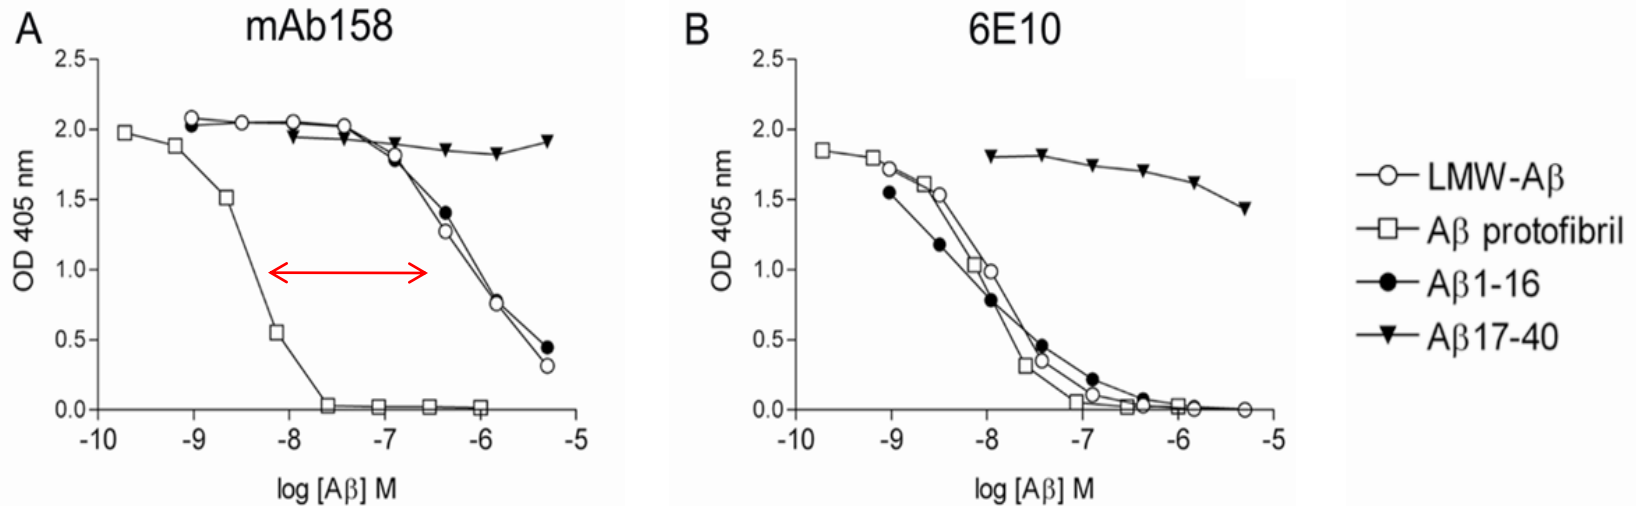 A
mAb158
2.5
2.0
1.5
1.0
0.5
0.0
OD 405 nm
-10 -9 -8 -7 -6 -5
log [Aβ] M
B
6E10
2.5
2.0
1.5
1.0
0.5
0.0
OD 405 nm
-10 -9 -8 -7 -6 -5
log [Aβ] M
LMW-Aβ
Aβ protofibril
Aβ1-16
Aβ17-40